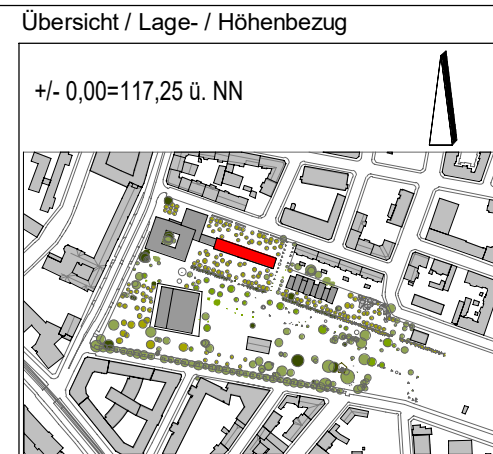 Übersicht / Lage- / Höhenbezug
+/- 0,00=117,25 ü. NN